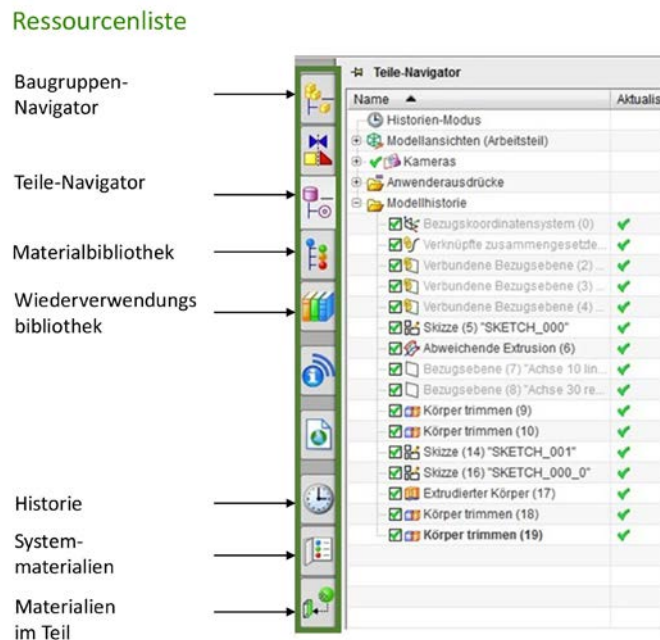 Ressourcenliste
Baugruppen-
Navigator
Teile-Navigator
Materialbibliothek
Wiederverwendungs
bibliothek
Historie
System-
materialien
Materialien
im Teil
Teile-Navigator
Name Aktualis
Historien-Modus
Modellansichten (Arbeitsteil)
Kameras
Anwenderausdrücke
Modellhistorie
Bezugskoordinatensystem (0)
Verknüpfte zusammengesetzte...
Verbundene Bezugsebene (2) ...
Verbundene Bezugsebene (3) ...
Verbundene Bezugsebene (4) ...
Skizze (5) "SKETCH_000"
Abweichende Extrusion (6)
Bezugsebene (7) "Achse 10 lin...
Bezugsebene (8) "Achse 30 re...
Körper trimmen (9)
Körper trimmen (10)
Skizze (14) "SKETCH_001"
Skizze (16) "SKETCH_000_0"
Extrudierter Körper (17)
Körper trimmen (18)
Körper trimmen (19)